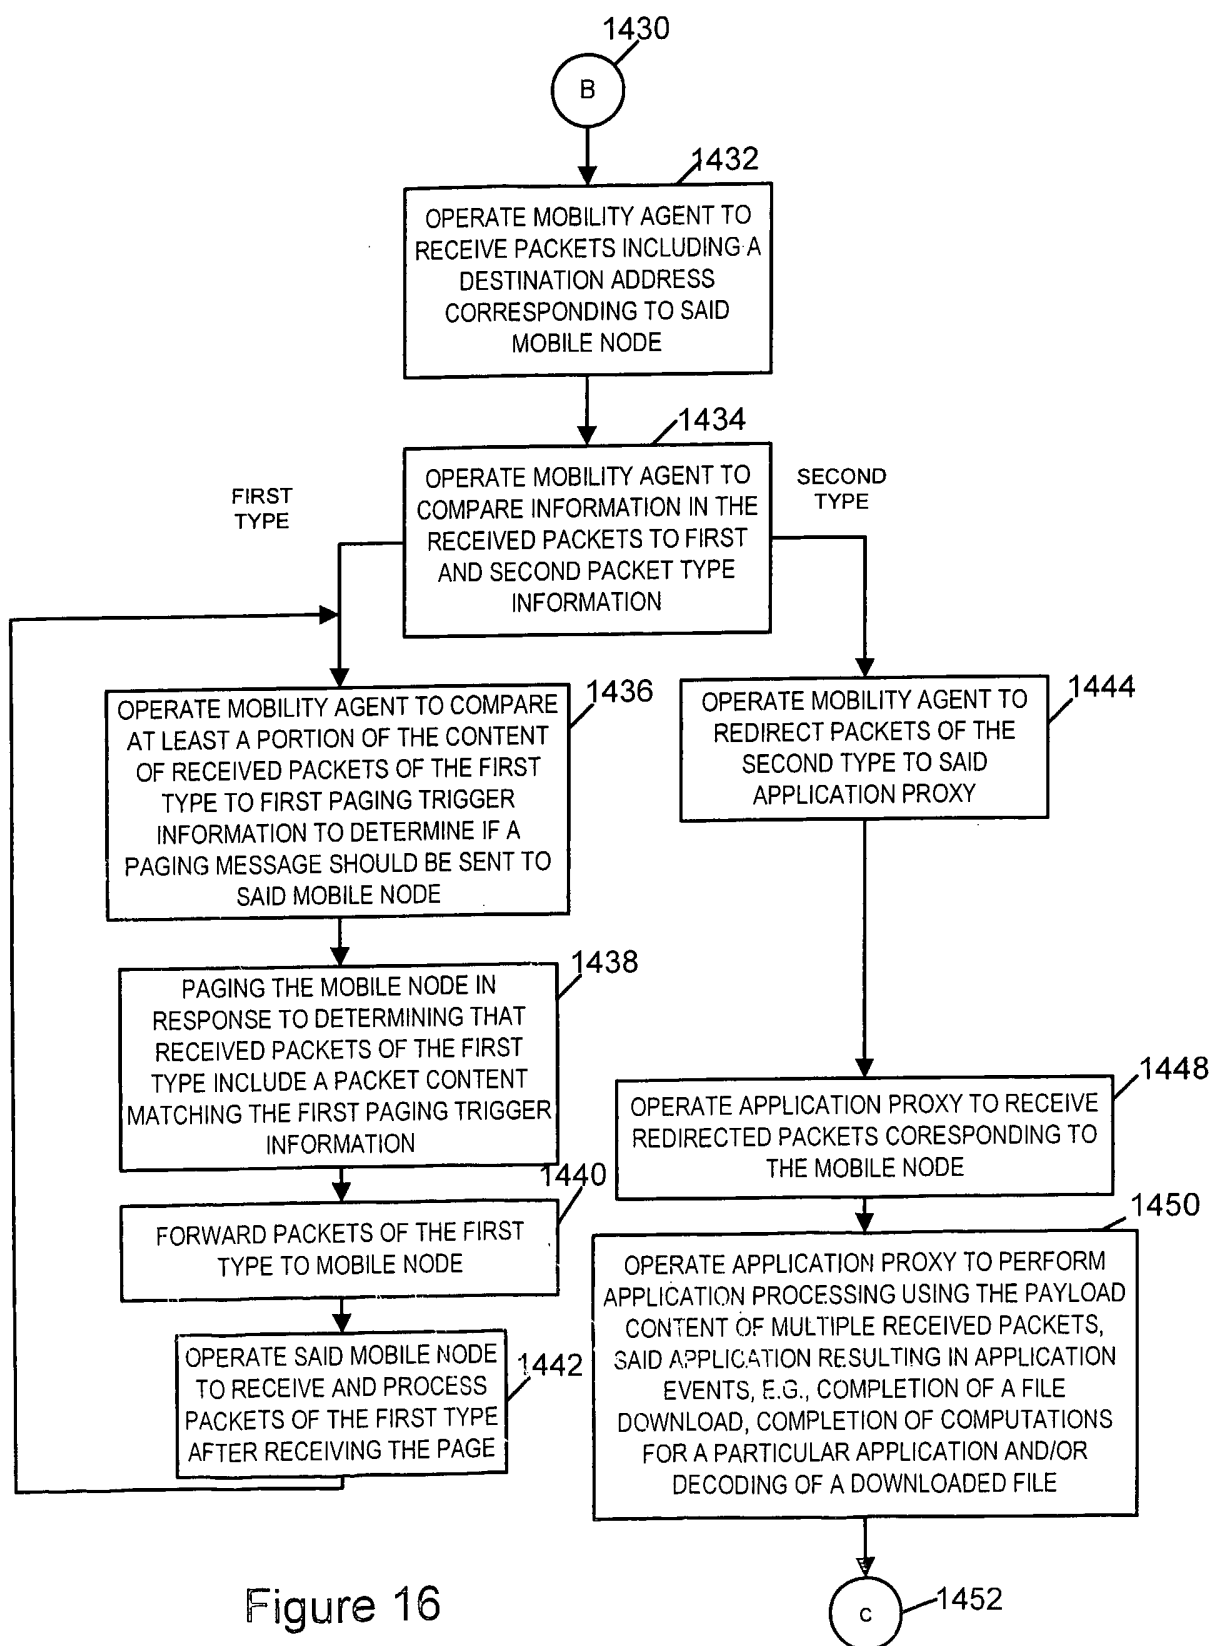 1430
B
1432
OPERATE MOBILITY AGENT TO
RECEIVE PACKETS INCLUDING A
DESTINATION ADDRESS
CORRESPONDING TO SAID
MOBILE NODE
1434
OPERATE MOBILITY AGENT TO
COMPARE INFORMATION IN THE
RECEIVED PACKETS TO FIRST
AND SECOND PACKET TYPE
INFORMATION
FIRST
TYPE
SECOND
TYPE
1436
OPERATE MOBILITY AGENT TO COMPARE
AT LEAST A PORTION OF THE CONTENT
OF RECEIVED PACKETS OF THE FIRST
TYPE TO FIRST PAGING TRIGGER
INFORMATION TO DETERMINE IF A
PAGING MESSAGE SHOULD BE SENT TO
SAID MOBILE NODE
1438
PAGING THE MOBILE NODE IN
RESPONSE TO DETERMINING THAT
RECEIVED PACKETS OF THE FIRST
TYPE INCLUDE A PACKET CONTENT
MATCHING THE FIRST PAGING TRIGGER
INFORMATION
1440
FORWARD PACKETS OF THE FIRST
TYPE TO MOBILE NODE
1442
OPERATE SAID MOBILE NODE
TO RECEIVE AND PROCESS
PACKETS OF THE FIRST TYPE
AFTER RECEIVING THE PAGE
1444
OPERATE MOBILITY AGENT TO
REDIRECT PACKETS OF THE
SECOND TYPE TO SAID
APPLICATION PROXY
1448
OPERATE APPLICATION PROXY TO RECEIVE
REDIRECTED PACKETS CORESPONDING TO
THE MOBILE NODE
1450
OPERATE APPLICATION PROXY TO PERFORM
APPLICATION PROCESSING USING THE PAYLOAD
CONTENT OF MULTIPLE RECEIVED PACKETS,
SAID APPLICATION RESULTING IN APPLICATION
EVENTS, E.G., COMPLETION OF A FILE
DOWNLOAD, COMPLETION OF COMPUTATIONS
FOR A PARTICULAR APPLICATION AND/OR
DECODING OF A DOWNLOADED FILE
C
1452
Figure 16